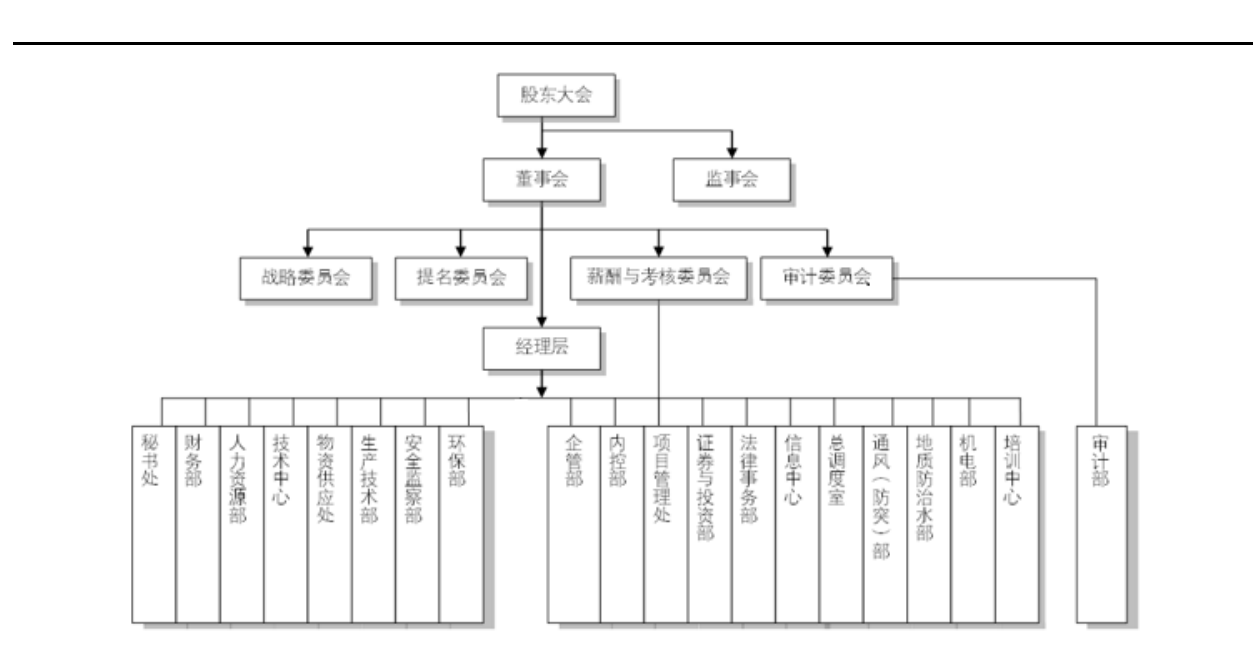 股东大会
董事会
监事会
战略委员会
提名委员会
薪酬与考核委员会
审计委员会
经理层
秘书处
财务部
人力资源部
技术中心
物资供应处
生产技术部
安全监察部
环保部
企管部
内控部
项目管理处
证券与投资部
法律事务部
信息中心
总调度室
通风（防突）部
地质防治水部
机电部
培训中心
审计部